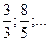 3/3 ; 8/5 ; ...